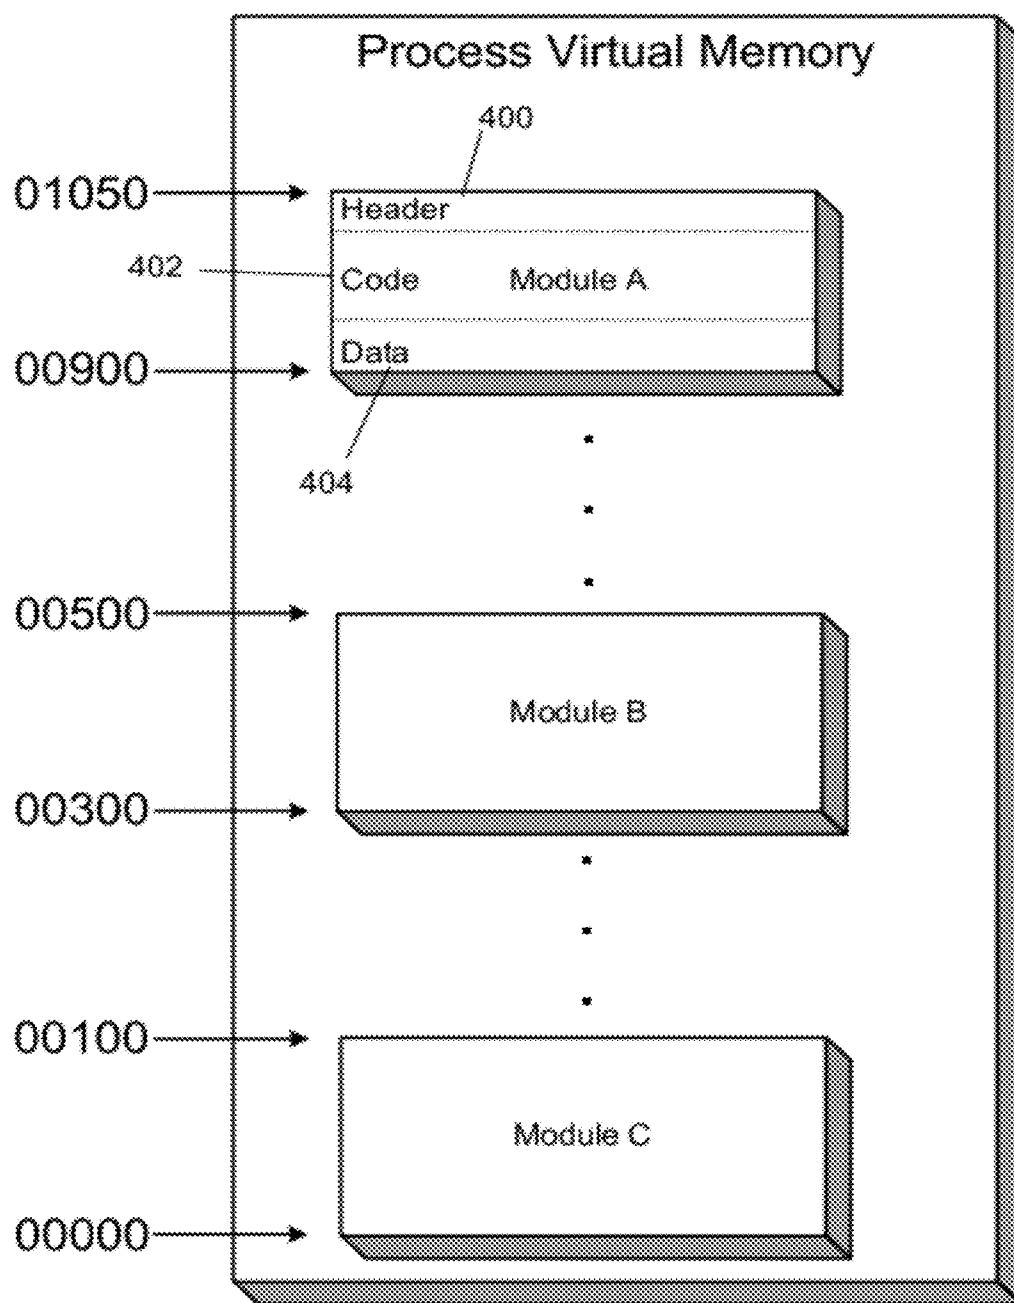 Process Virtual Memory
400
01050
Header
402
Code Module A
Data
00900
404
00500
Module B
00300
00100
Module C
00000